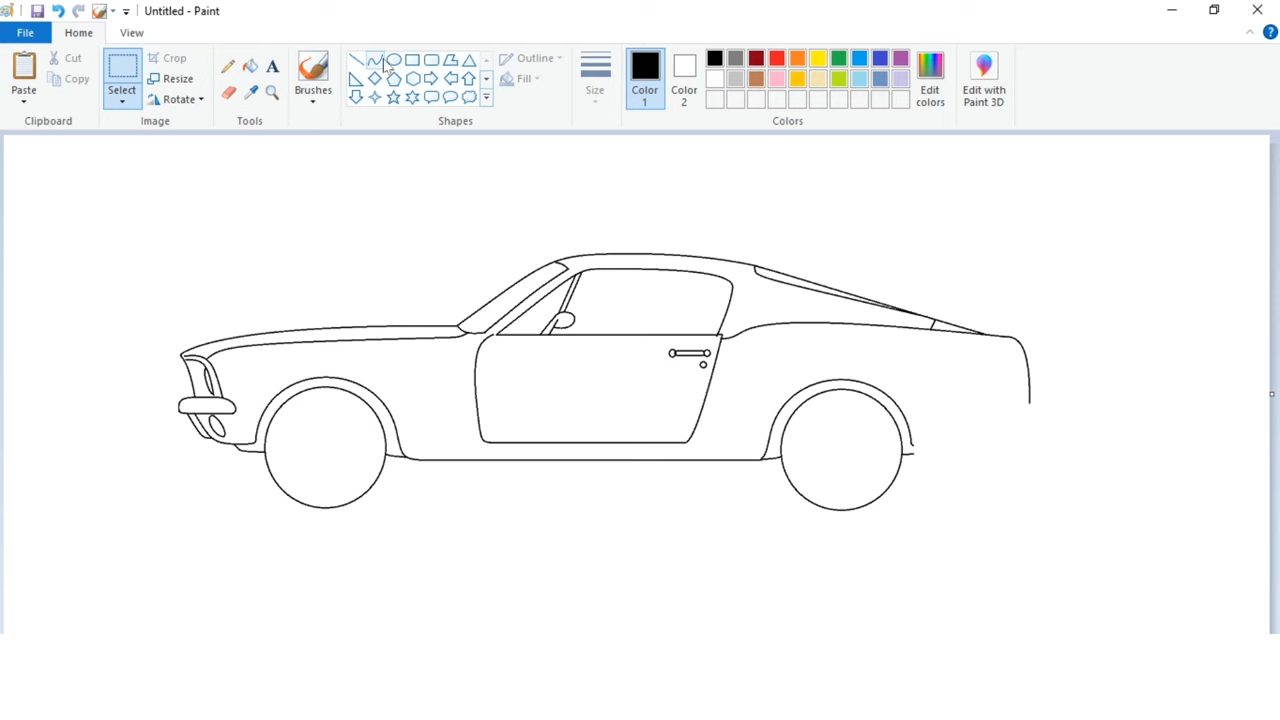 Untitled - Paint
File
Home
View
Paste
Cut
Copy
Clipboard
Select
Crop
Resize
Rotate
Image
Tools
A
Brushes
Shapes
Outline
Fill
Size
Color 1
Color 2
Edit colors
Edit with Paint 3D
Colors
?